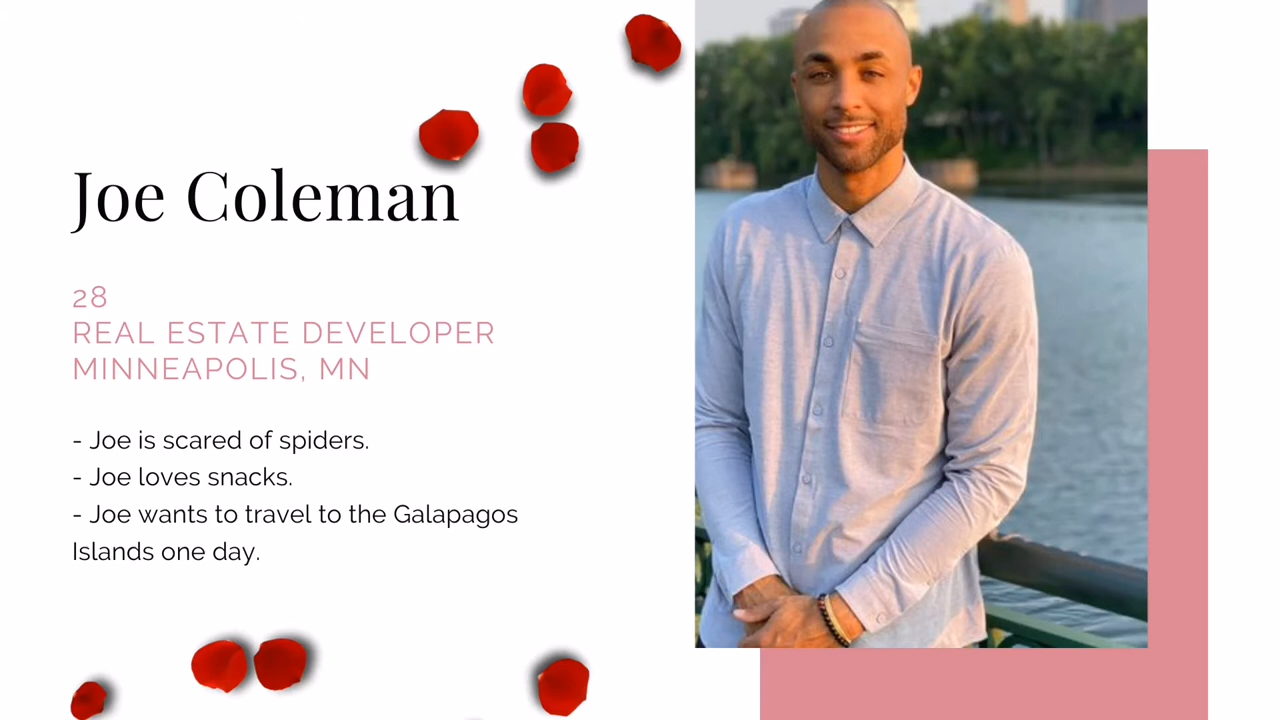 Joe Coleman
28
REAL ESTATE DEVELOPER
MINNEAPOLIS, MN
- Joe is scared of spiders.
- Joe loves snacks.
- Joe wants to travel to the Galapagos
Islands one day.